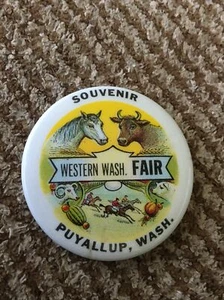 SOUVENIR
WESTERN WASH. FAIR
PUYALLUP, WASH.